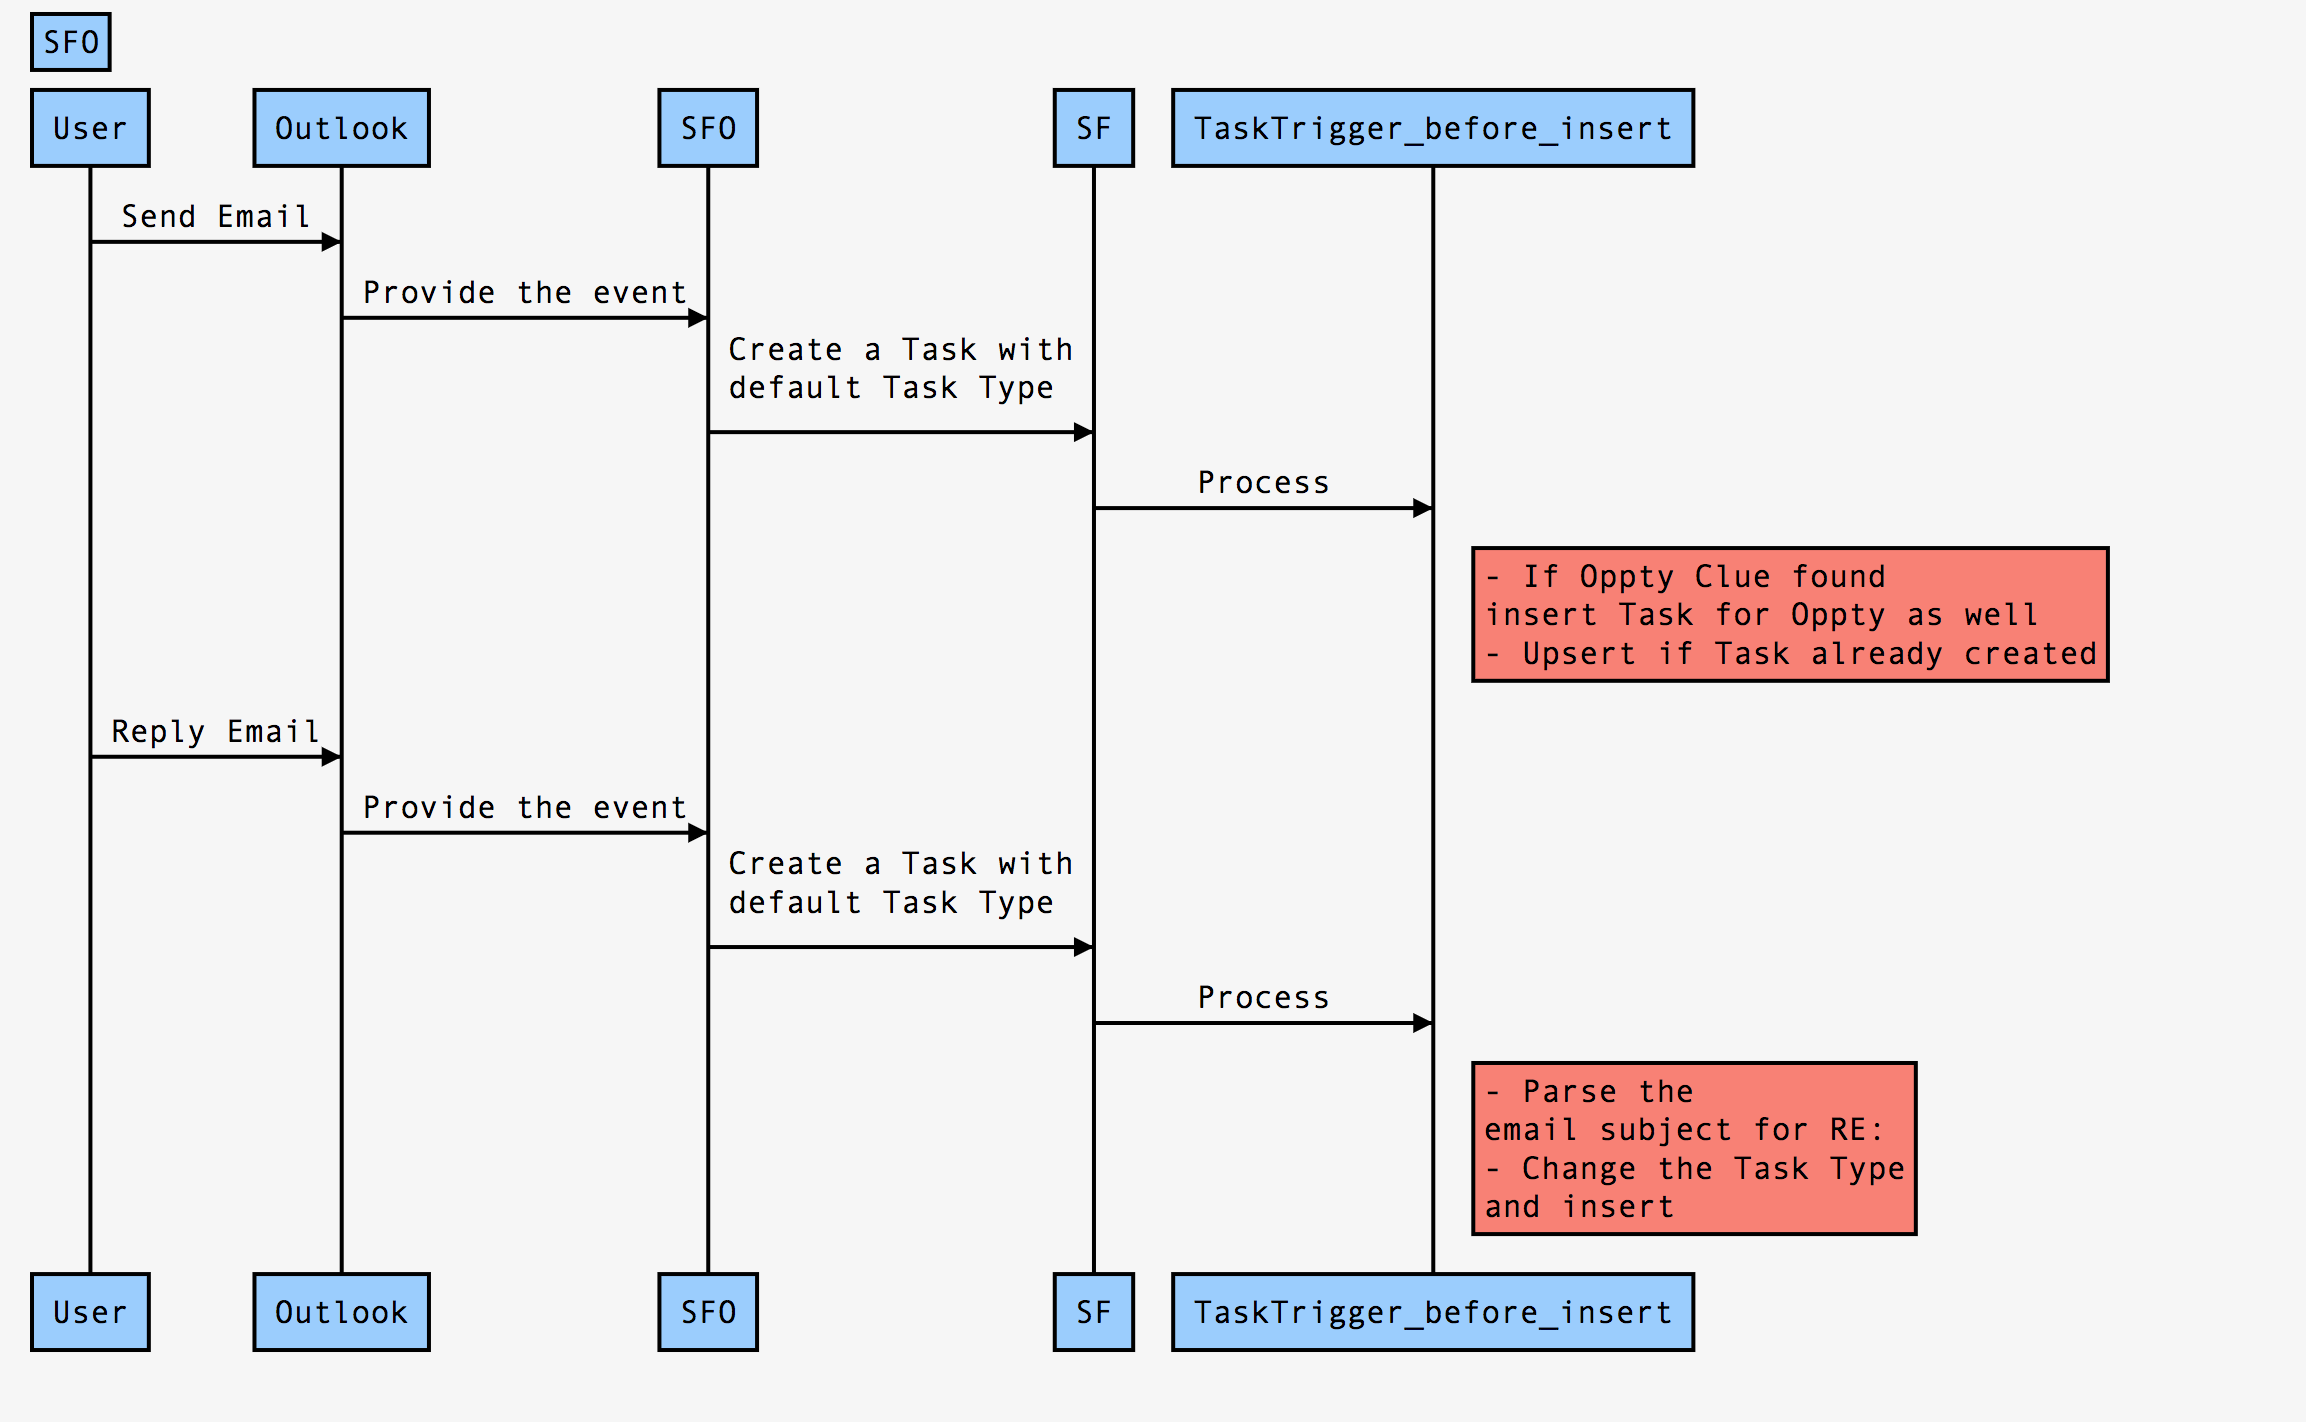 SFO
User
Outlook
SFO
SF
TaskTrigger_before_insert
Send Email
Provide the event
Create a Task with
default Task Type
Process
- If Oppty Clue found
insert Task for Oppty as well
- Upsert if Task already created
Reply Email
Provide the event
Create a Task with
default Task Type
Process
- Parse the
email subject for RE:
- Change the Task Type
and insert
User
Outlook
SFO
SF
TaskTrigger_before_insert